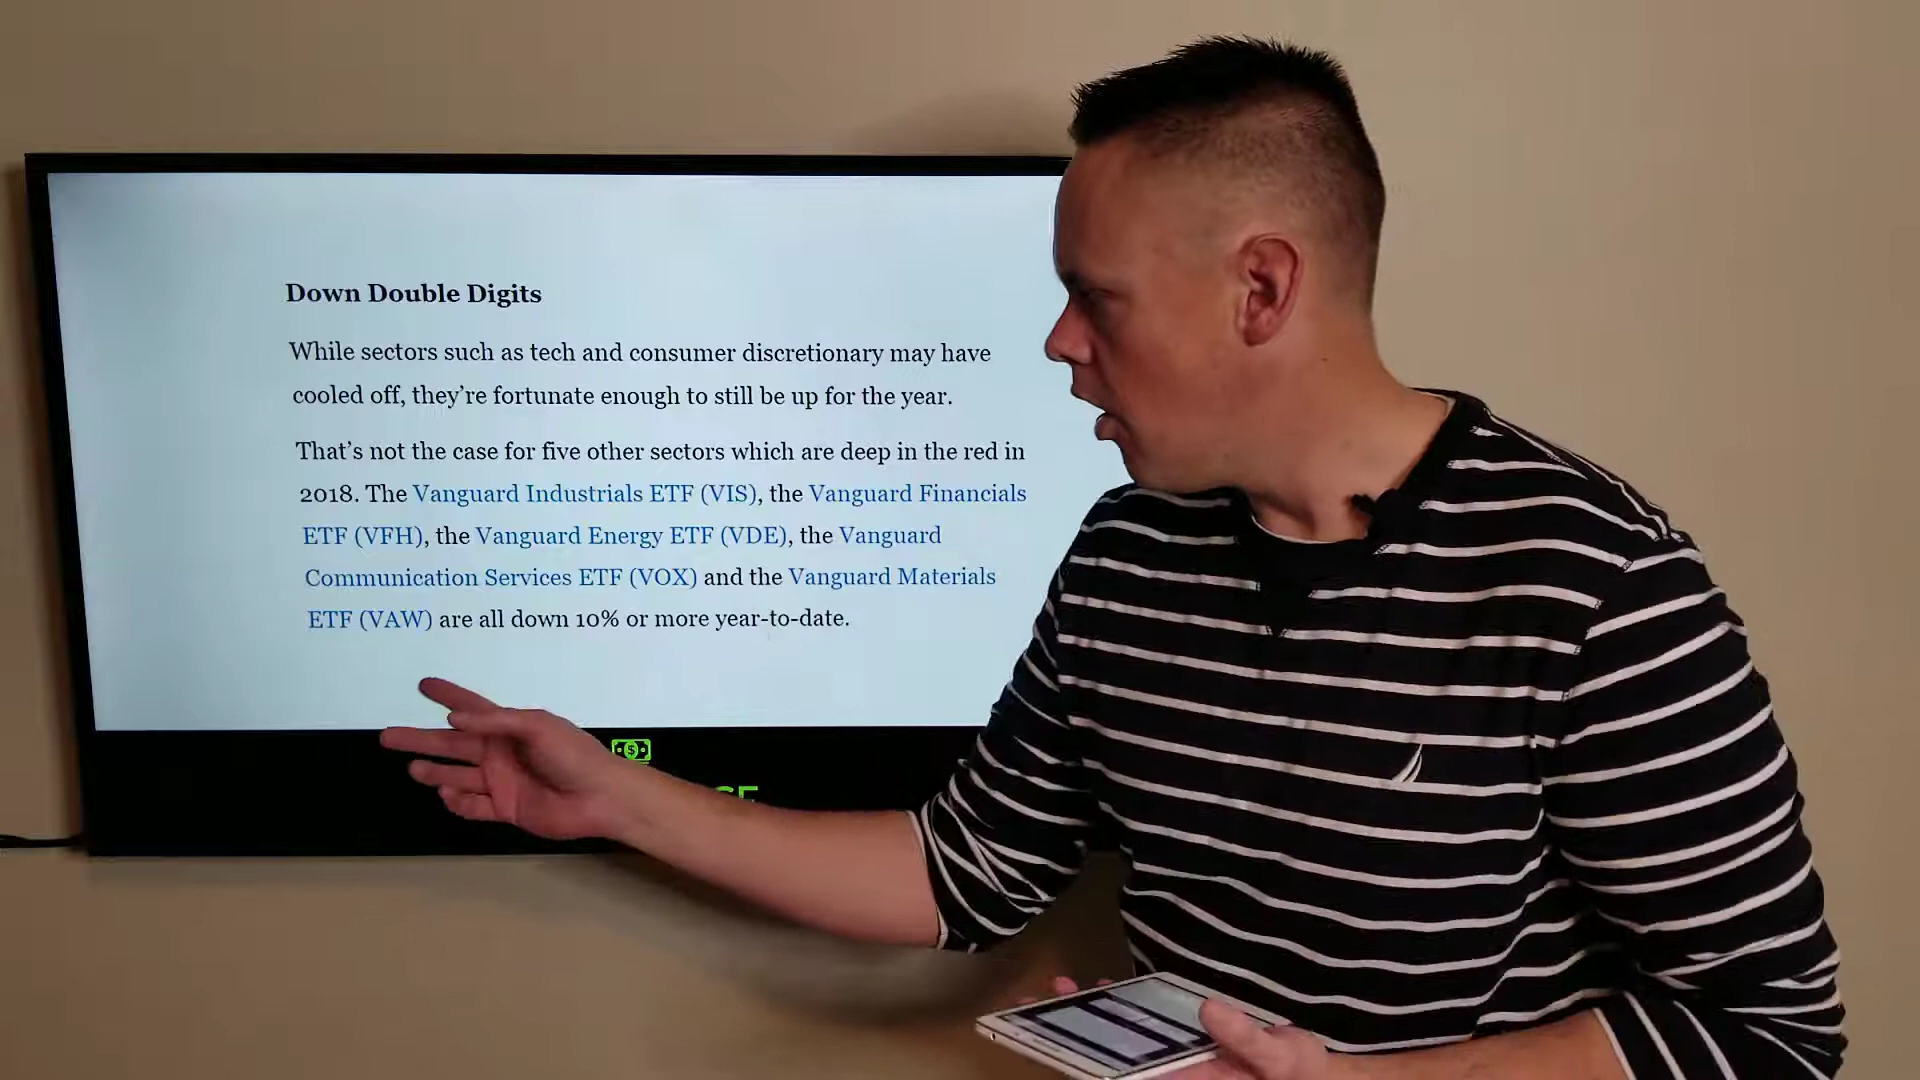 Down Double Digits
While sectors such as tech and consumer discretionary may have
cooled off, they’re fortunate enough to still be up for the year.
That’s not the case for five other sectors which are deep in the red in
2018. The Vanguard Industrials ETF (VIS), the Vanguard Financials
ETF (VFH), the Vanguard Energy ETF (VDE), the Vanguard
Communication Services ETF (VOX) and the Vanguard Materials
ETF (VAW) are all down 10% or more year-to-date.